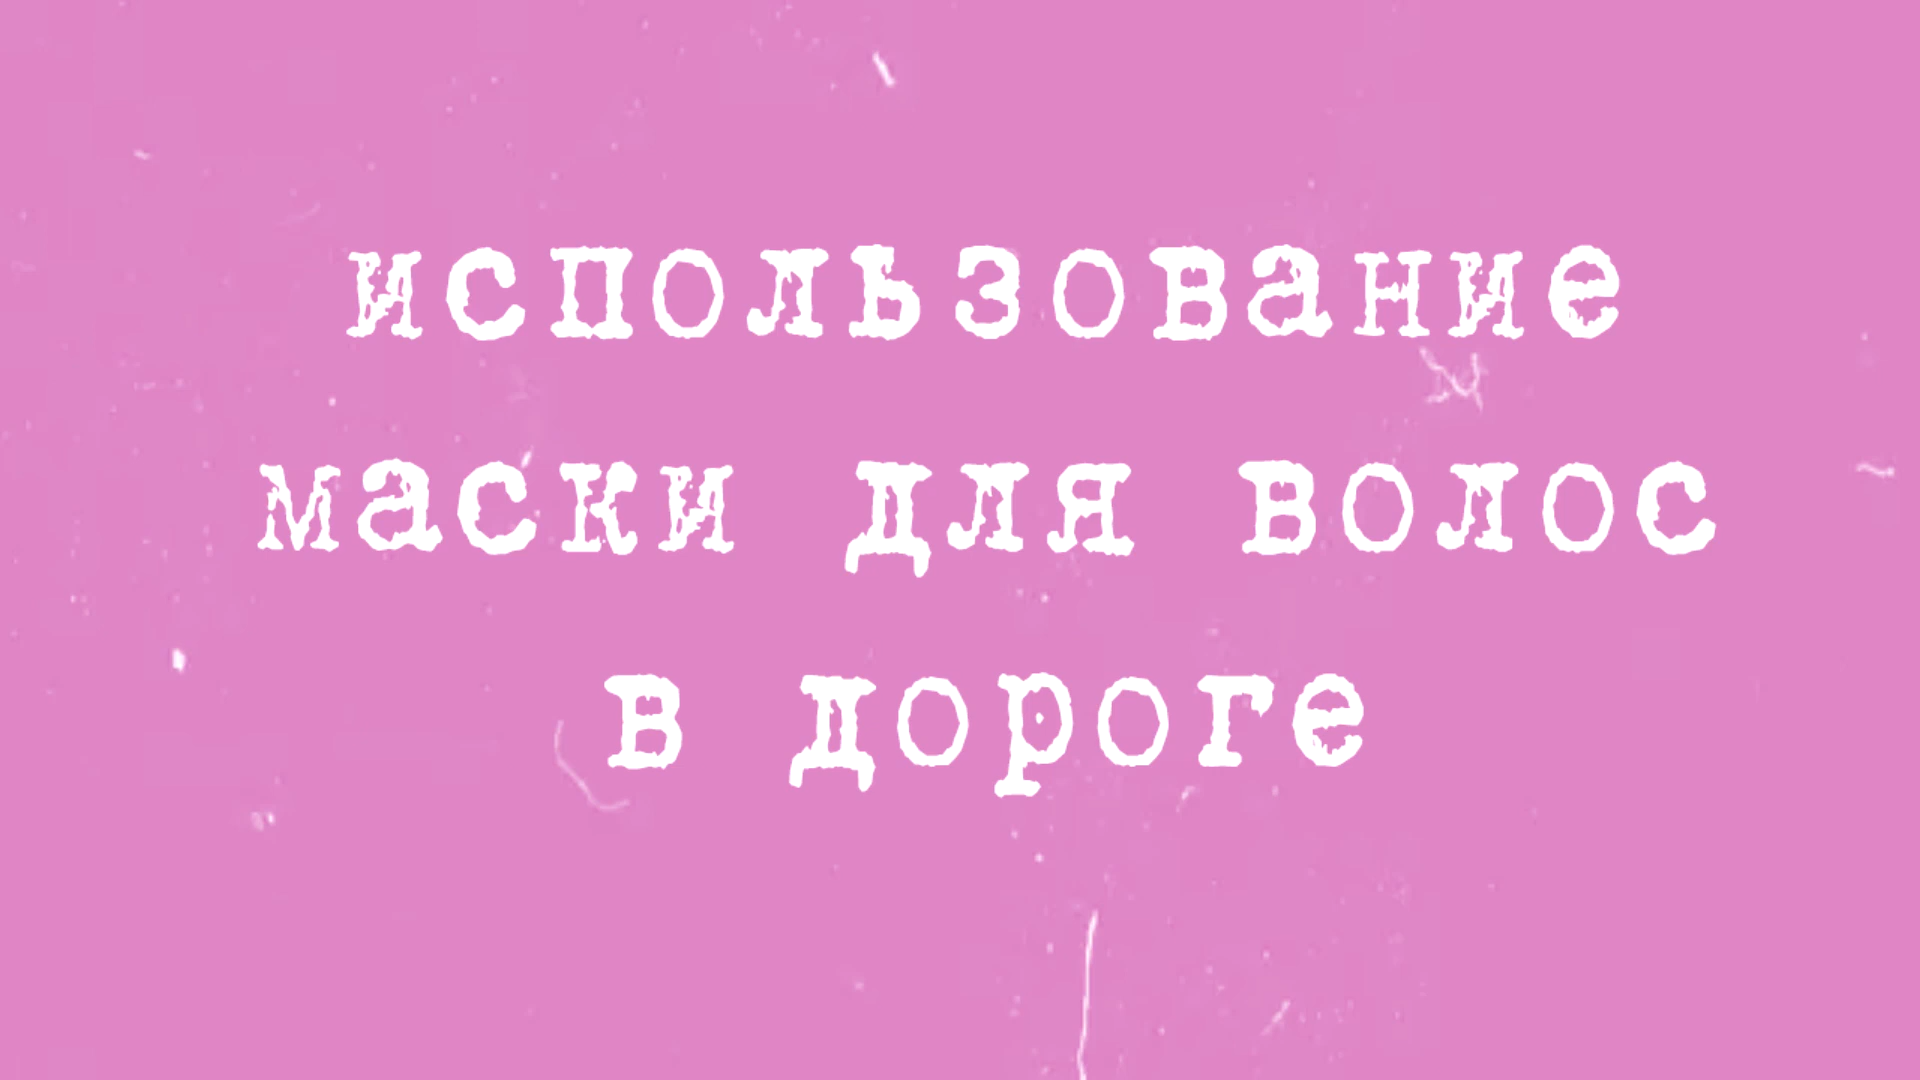 использование
маски для волос
в дороге